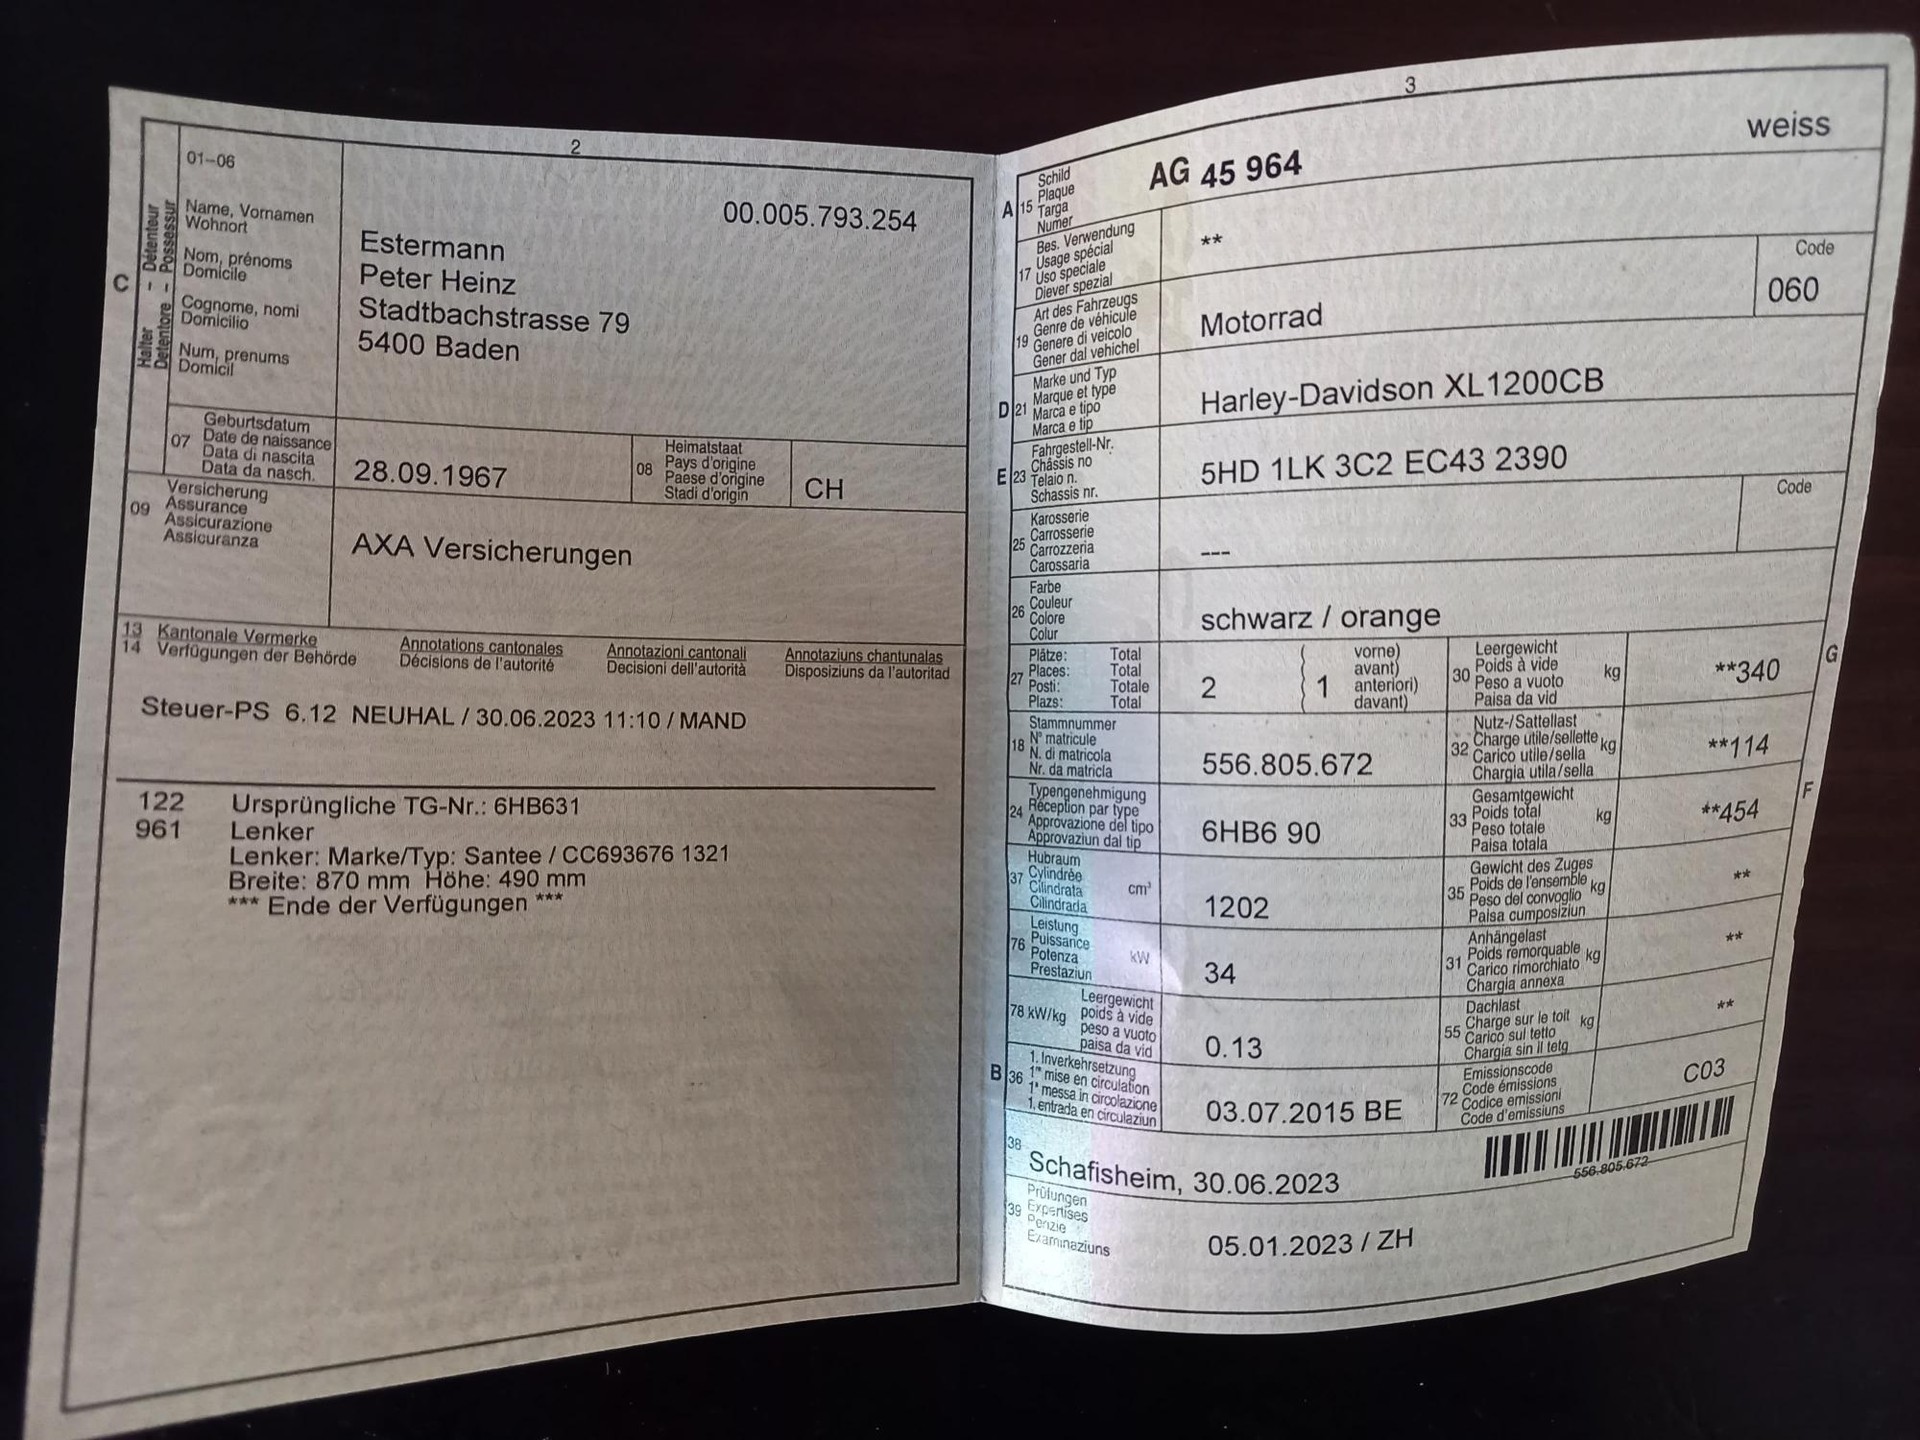 2
01–06
00.005.793.254
C
Halter – Détenteur
Detentore – Possessur
Name, Vornamen
Wohnort
Nom, prénoms
Domicile
Cognome, nomi
Domicilio
Num, prenums
Domicil
Estermann
Peter Heinz
Stadtbachstrasse 79
5400 Baden
07
Geburtsdatum
Date de naissance
Data di nascita
Data da nasch.
28.09.1967
08
Heimatstaat
Pays d'origine
Paese d'origine
Stadi d'origin
CH
09
Versicherung
Assurance
Assicurazione
Assicuranza
AXA Versicherungen
13 Kantonale Vermerke Annotations cantonales Annotazioni cantonali Annotaziuns chantunalas
14 Verfügungen der Behörde Décisions de l'autorité Decisioni dell'autorità Disposiziuns da l'autoritad
Steuer-PS 6.12 NEUHAL / 30.06.2023 11:10 / MAND
122 Ursprüngliche TG-Nr.: 6HB631
961 Lenker
Lenker: Marke/Typ: Santee / CC693676 1321
Breite: 870 mm Höhe: 490 mm
*** Ende der Verfügungen ***
3
weiss
A 15
Schild
Plaque
Targa
Numer
AG 45 964
17
Bes. Verwendung
Usage spécial
Uso speciale
Diever spezial
**
19
Art des Fahrzeugs
Genre de véhicule
Genere di veicolo
Gener dal vehichel
Motorrad
Code
060
D 21
Marke und Typ
Marque et type
Marca e tipo
Marca e tip
Harley-Davidson XL1200CB
E 23
Fahrgestell-Nr.
Châssis no
Telaio n.
Schassis nr.
5HD 1LK 3C2 EC43 2390
25
Karosserie
Carrosserie
Carrozzeria
Carossaria
---
Code
26
Farbe
Couleur
Colore
Colur
schwarz / orange
27
Plätze: Total
Places: Total
Posti: Totale
Plazs: Total
2
1
vorne)
avant)
anteriori)
davant)
30
Leergewicht
Poids à vide
Peso a vuoto
Paisa da vid
kg
**340
G
18
Stammnummer
N° matricule
N. di matricola
Nr. da matricla
556.805.672
32
Nutz-/Sattellast
Charge utile/sellette
Carico utile/sella
Chargia utila/sella
kg
**114
24
Typengenehmigung
Réception par type
Approvazione del tipo
Approvaziun dal tip
6HB6 90
33
Gesamtgewicht
Poids total
Peso totale
Paisa totala
kg
**454
F
37
Hubraum
Cylindrée
Cilindrata
Cilindrada
cm³
1202
35
Gewicht des Zuges
Poids de l'ensemble
Peso del convoglio
Paisa cumposiziun
kg
**
76
Leistung
Puissance
Potenza
Prestaziun
kW
34
31
Anhängelast
Poids remorquable
Carico rimorchiato
Chargia annexa
kg
**
78 kW/kg
Leergewicht
poids à vide
peso a vuoto
paisa da vid
0.13
55
Dachlast
Charge sur le toit
Carico sul tetto
Chargia sin il tetg
kg
**
B 36
1. Inverkehrsetzung
1re mise en circulation
1a messa in circolazione
1. entrada en circulaziun
03.07.2015 BE
72
Emissionscode
Code émissions
Codice emissioni
Code d'emissiuns
C03
38
Schafisheim, 30.06.2023
556.805.672
39
Prüfungen
Expertises
Perizie
Examinaziuns
05.01.2023 / ZH